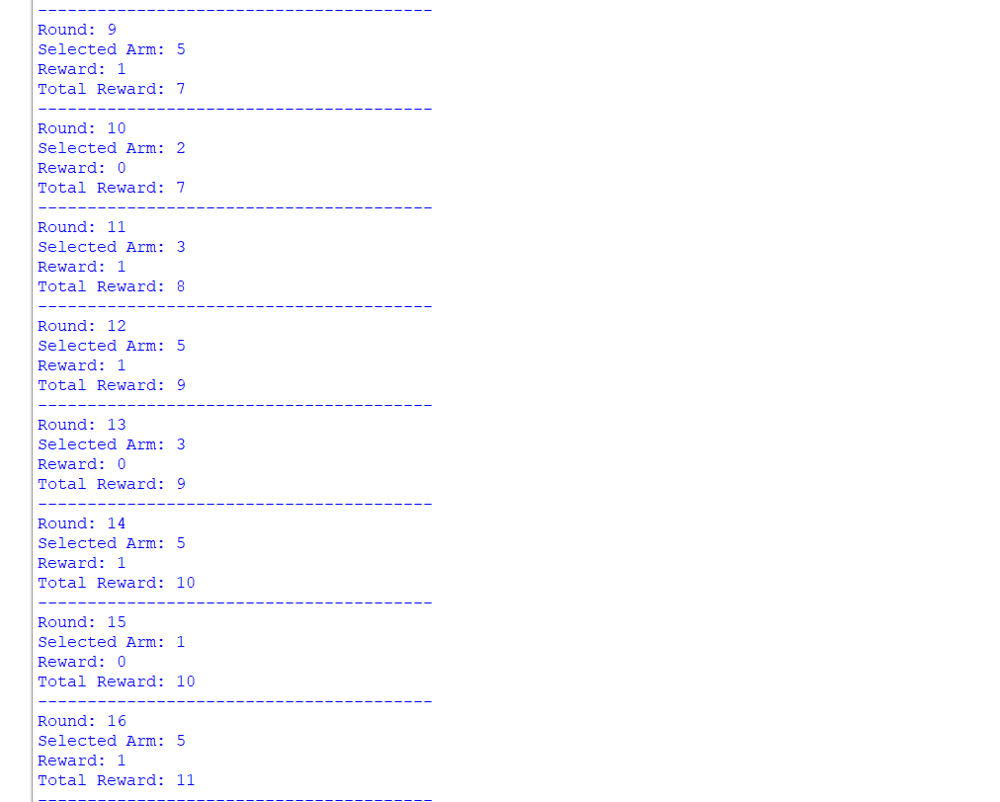 ----------------------------------------
Round: 9
Selected Arm: 5
Reward: 1
Total Reward: 7
----------------------------------------
Round: 10
Selected Arm: 2
Reward: 0
Total Reward: 7
----------------------------------------
Round: 11
Selected Arm: 3
Reward: 1
Total Reward: 8
----------------------------------------
Round: 12
Selected Arm: 5
Reward: 1
Total Reward: 9
----------------------------------------
Round: 13
Selected Arm: 3
Reward: 0
Total Reward: 9
----------------------------------------
Round: 14
Selected Arm: 5
Reward: 1
Total Reward: 10
----------------------------------------
Round: 15
Selected Arm: 1
Reward: 0
Total Reward: 10
----------------------------------------
Round: 16
Selected Arm: 5
Reward: 1
Total Reward: 11
----------------------------------------